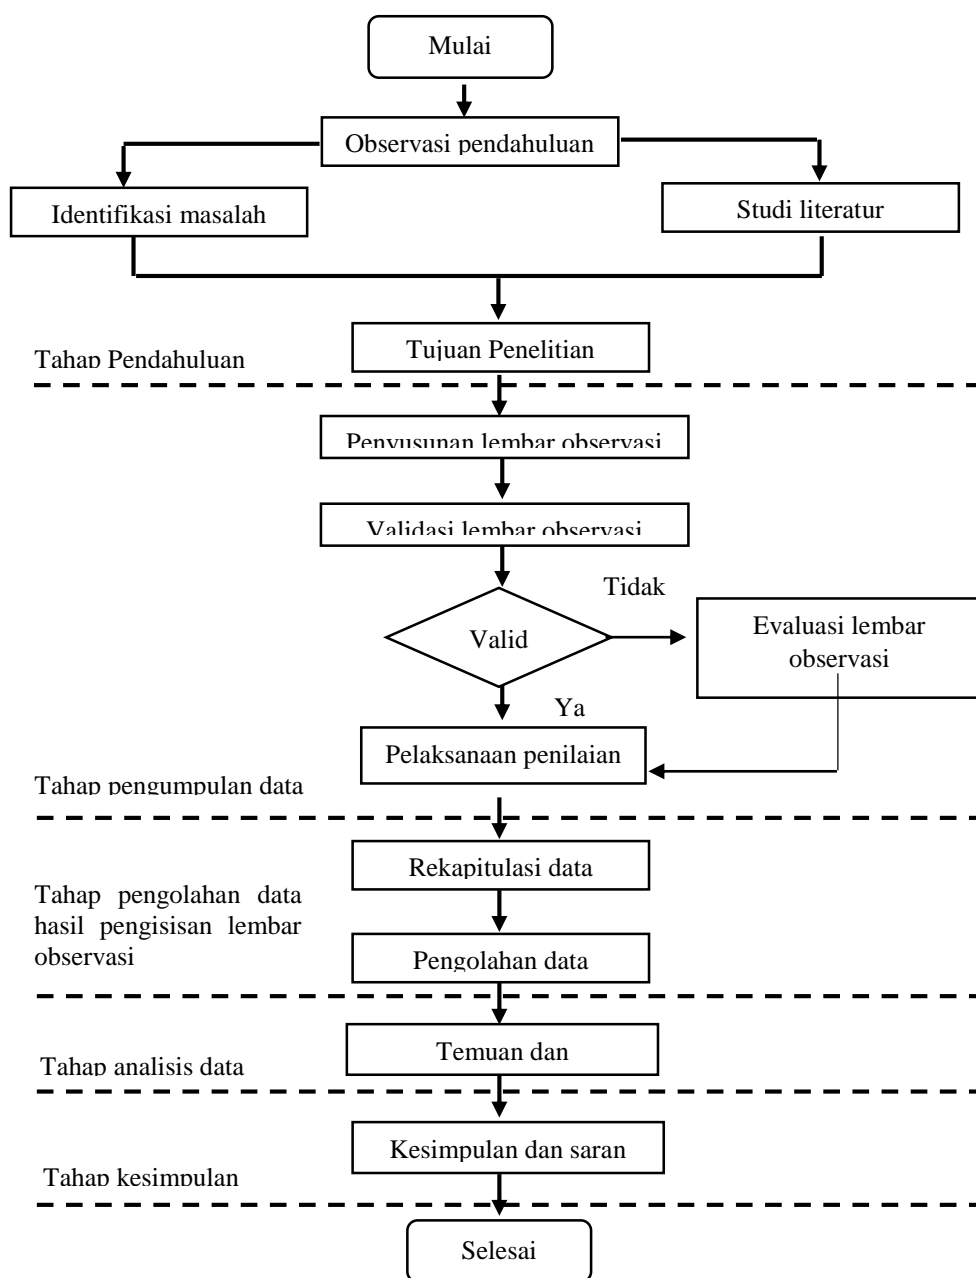 Mulai
Observasi pendahuluan
Identifikasi masalah
Studi literatur
Tujuan Penelitian
Tahap Pendahuluan
Penyusunan lembar observasi
Validasi lembar observasi
Tidak
Valid
Evaluasi lembar
observasi
Ya
Pelaksanaan penilaian
Tahap pengumpulan data
Rekapitulasi data
Tahap pengolahan data
hasil pengisisan lembar
observasi
Pengolahan data
Temuan dan
Tahap analisis data
Kesimpulan dan saran
Tahap kesimpulan
Selesai